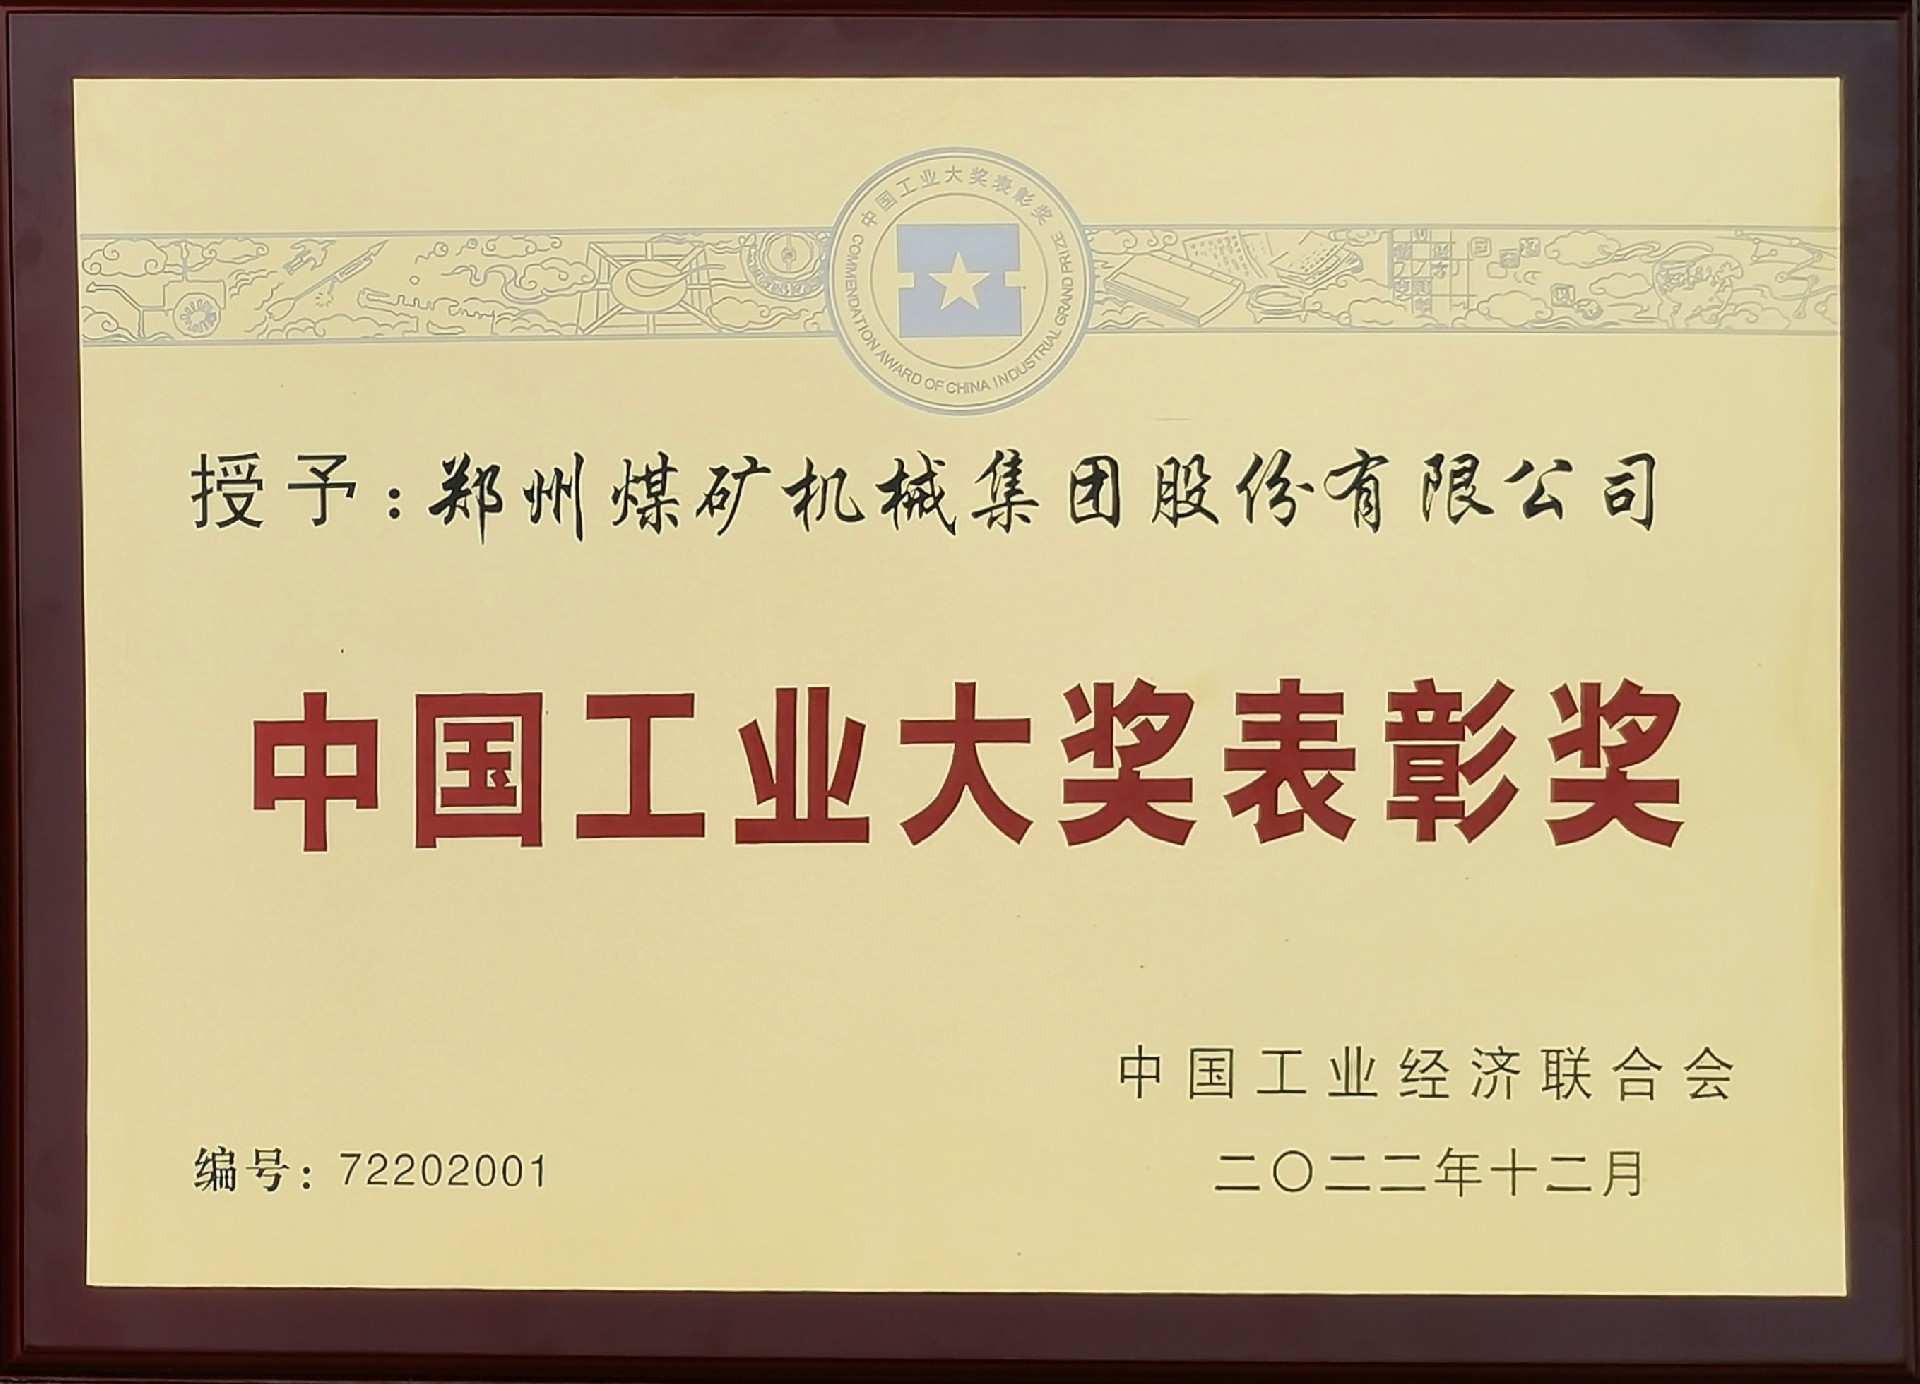 中国工业大奖表彰奖
COMMENDATION AWARD OF CHINA INDUSTRIAL GRAND PRIZE
授予：郑州煤矿机械集团股份有限公司
中国工业大奖表彰奖
中国工业经济联合会
编号：72202001
二〇二二年十二月